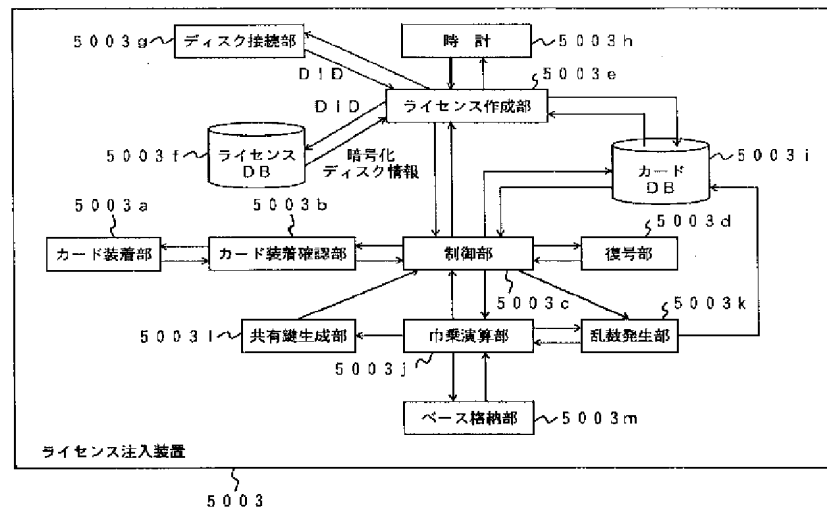 5003g
ディスク接続部
時計
5003h
DID
5003e
DID
ライセンス作成部
5003f
ライセンス
DB
暗号化
ディスク情報
カード
DB
5003i
5003a
5003b
5003d
カード装着部
カード装着確認部
制御部
復号部
5003c
5003k
5003l
共有鍵生成部
巾乗演算部
乱数発生部
5003j
ベース格納部
5003m
ライセンス注入装置
5003